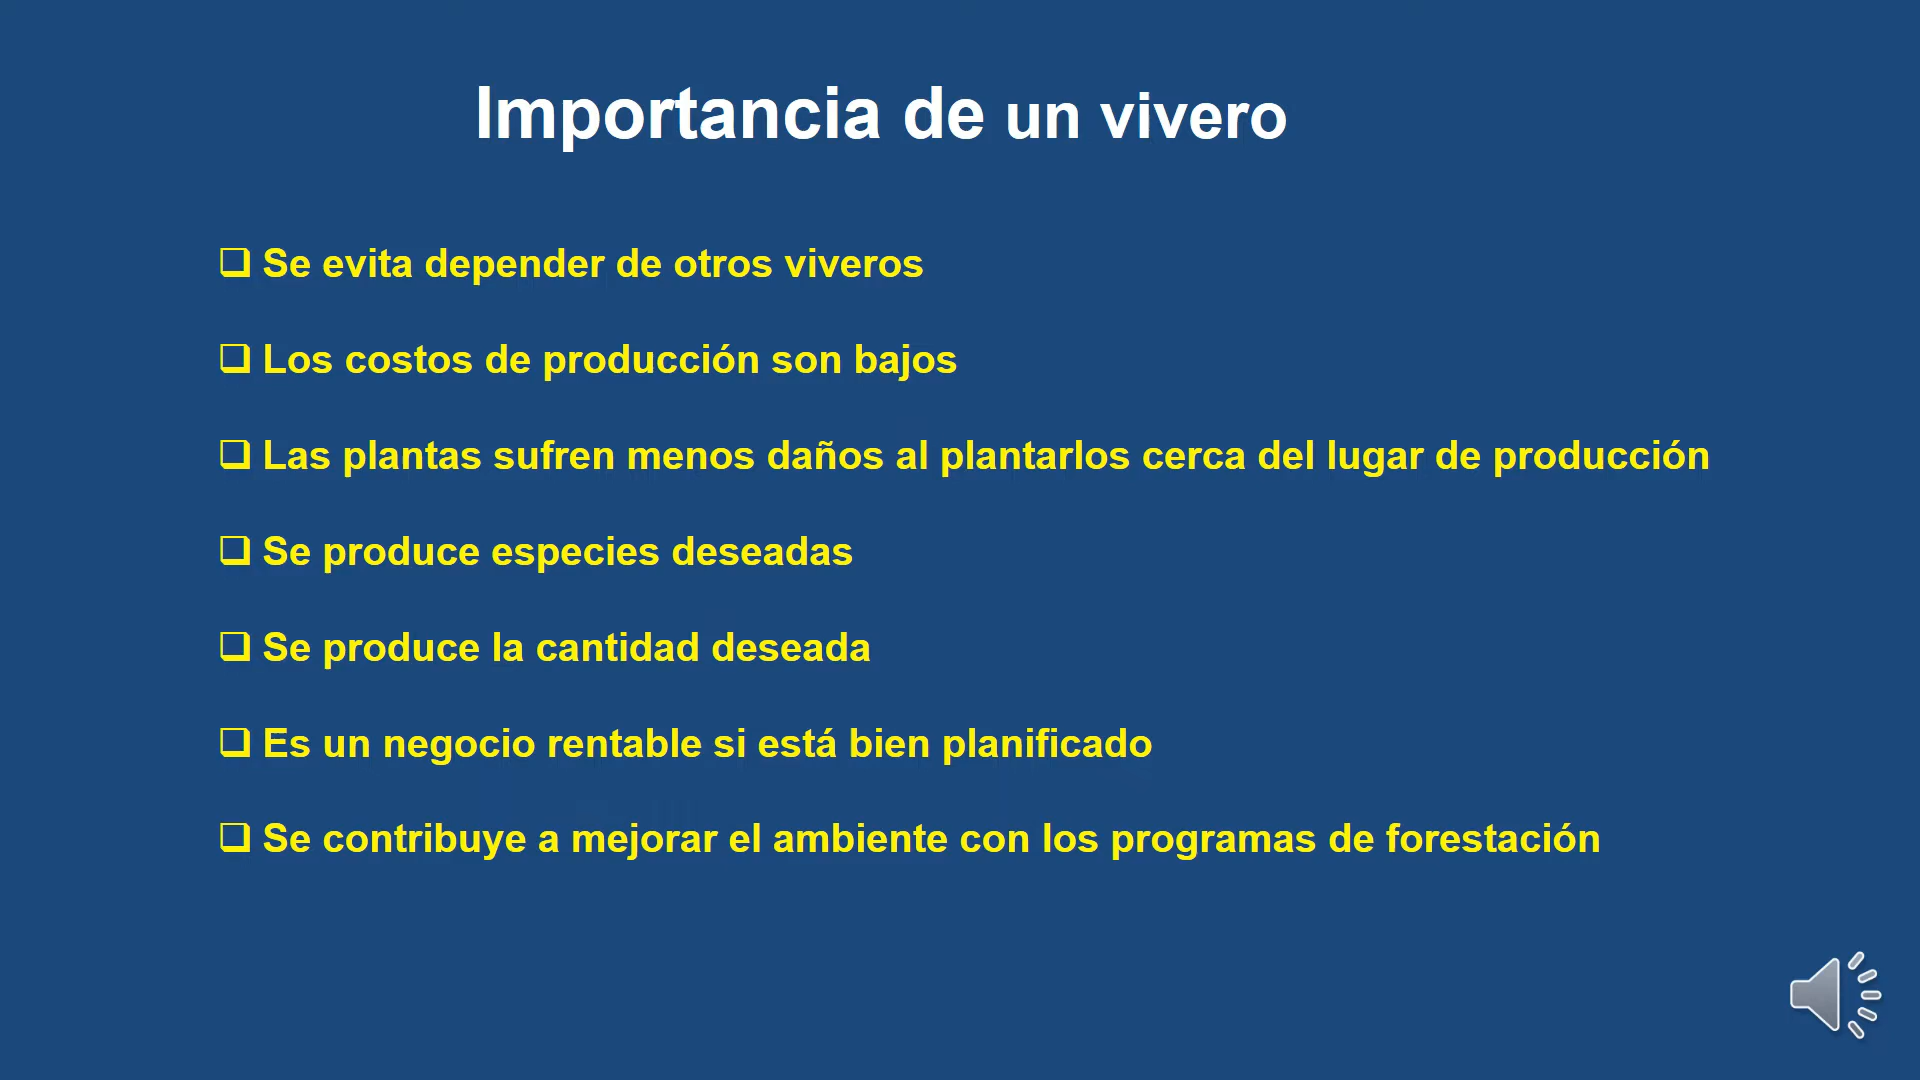 Importancia de un vivero
❑ Se evita depender de otros viveros
❑ Los costos de producción son bajos
❑ Las plantas sufren menos daños al plantarlos cerca del lugar de producción
❑ Se produce especies deseadas
❑ Se produce la cantidad deseada
❑ Es un negocio rentable si está bien planificado
❑ Se contribuye a mejorar el ambiente con los programas de forestación